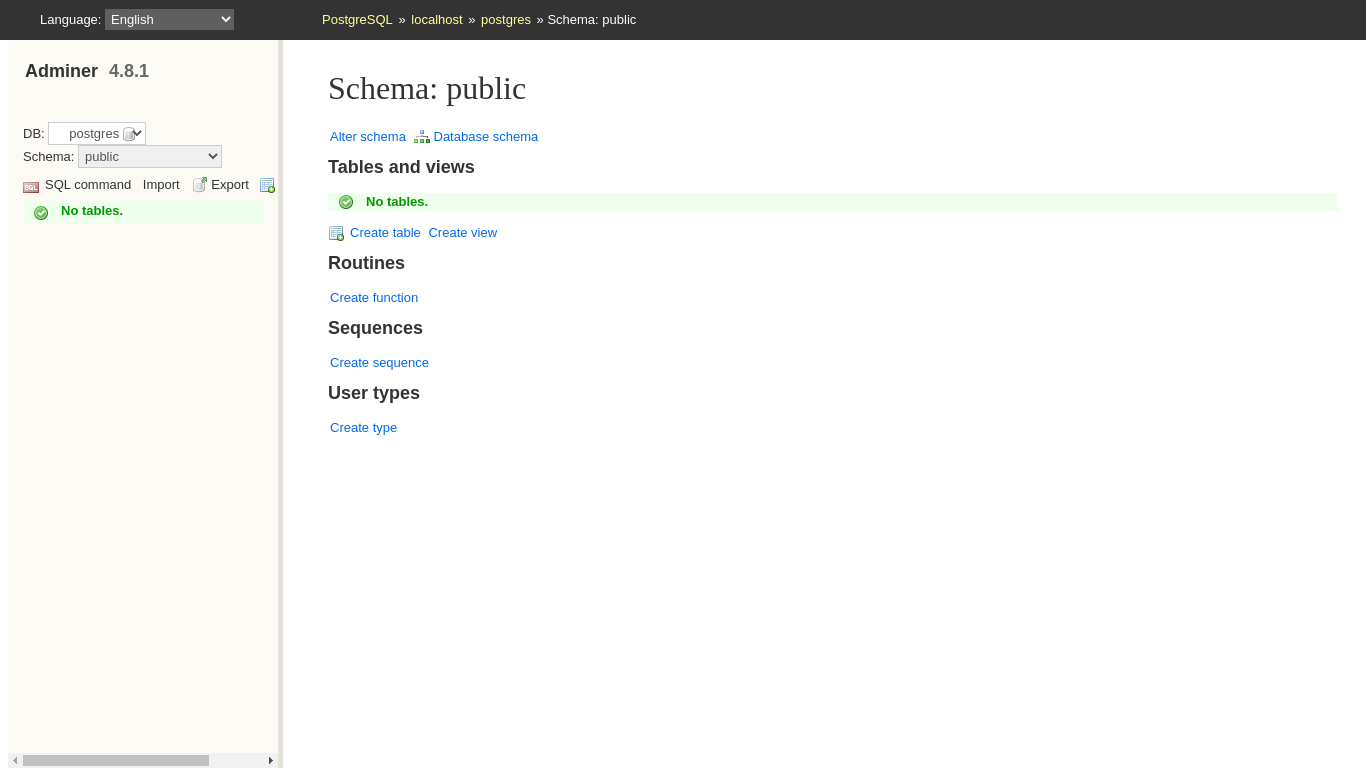 Language: English
PostgreSQL » localhost » postgres » Schema: public
Adminer 4.8.1
DB: postgres
Schema: public
SQL SQL command Import Export
No tables.
Schema: public
Alter schema Database schema
Tables and views
No tables.
Create table Create view
Routines
Create function
Sequences
Create sequence
User types
Create type